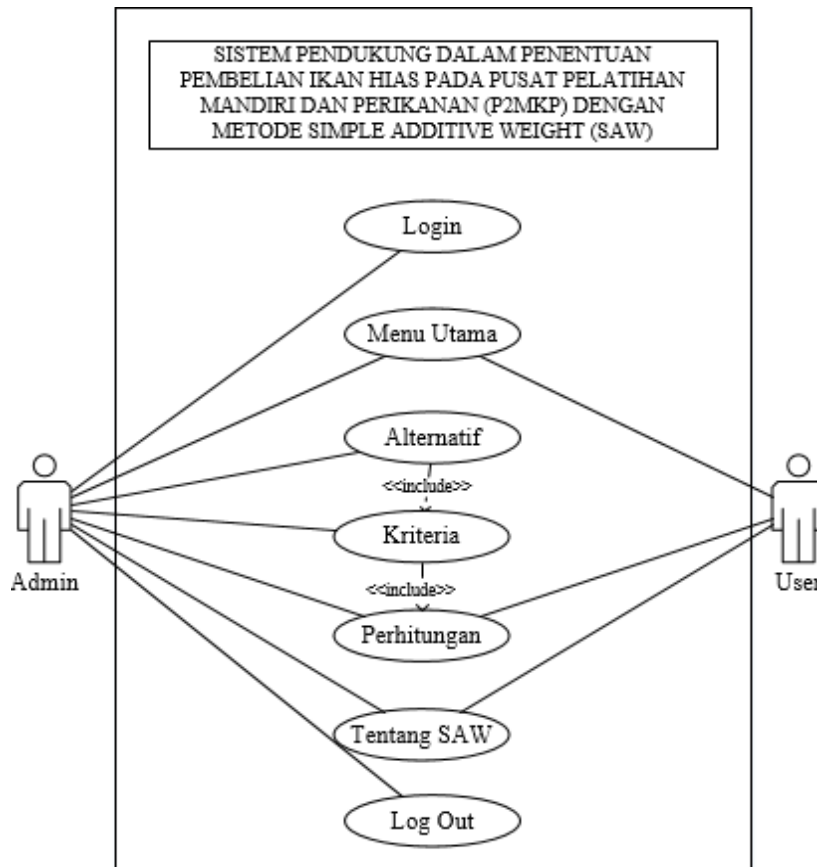 SISTEM PENDUKUNG DALAM PENENTUAN
PEMBELIAN IKAN HIAS PADA PUSAT PELATIHAN
MANDIRI DAN PERIKANAN (P2MKP) DENGAN
METODE SIMPLE ADDITIVE WEIGHT (SAW)
Login
Menu Utama
Alternatif
<<include>>
Kriteria
Admin
User
<<include>>
Perhitungan
Tentang SAW
Log Out